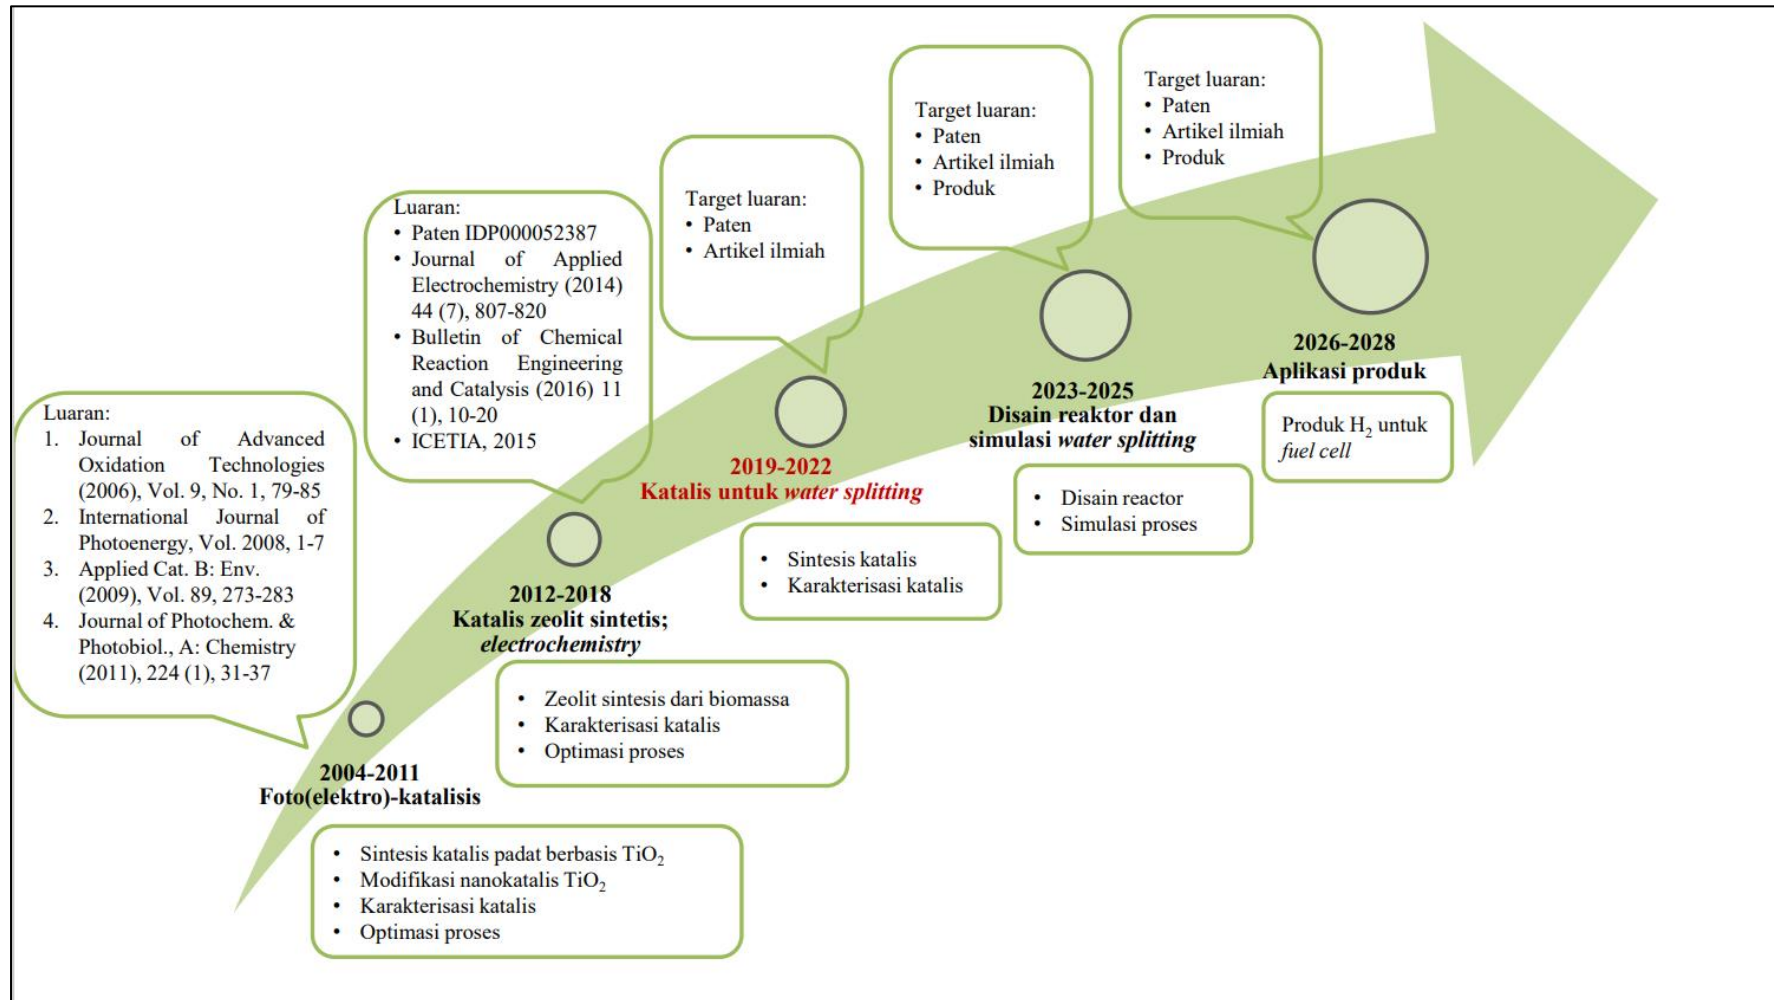 Luaran:
1. Journal of Advanced
Oxidation Technologies
(2006), Vol. 9, No. 1, 79-85
2. International Journal of
Photoenergy, Vol. 2008, 1-7
3. Applied Cat. B: Env.
(2009), Vol. 89, 273-283
4. Journal of Photochem. &
Photobiol., A: Chemistry
(2011), 224 (1), 31-37
2004-2011
Foto(elektro)-katalisis
• Sintesis katalis padat berbasis TiO₂
• Modifikasi nanokatalis TiO₂
• Karakterisasi katalis
• Optimasi proses
Luaran:
• Paten IDP000052387
• Journal of Applied
Electrochemistry (2014)
44 (7), 807-820
• Bulletin of Chemical
Reaction Engineering
and Catalysis (2016) 11
(1), 10-20
• ICETIA, 2015
2012-2018
Katalis zeolit sintetis;
electrochemistry
• Zeolit sintesis dari biomassa
• Karakterisasi katalis
• Optimasi proses
Target luaran:
• Paten
• Artikel ilmiah
2019-2022
Katalis untuk water splitting
• Sintesis katalis
• Karakterisasi katalis
Target luaran:
• Paten
• Artikel ilmiah
• Produk
2023-2025
Disain reaktor dan
simulasi water splitting
• Disain reactor
• Simulasi proses
Target luaran:
• Paten
• Artikel ilmiah
• Produk
2026-2028
Aplikasi produk
Produk H₂ untuk
fuel cell